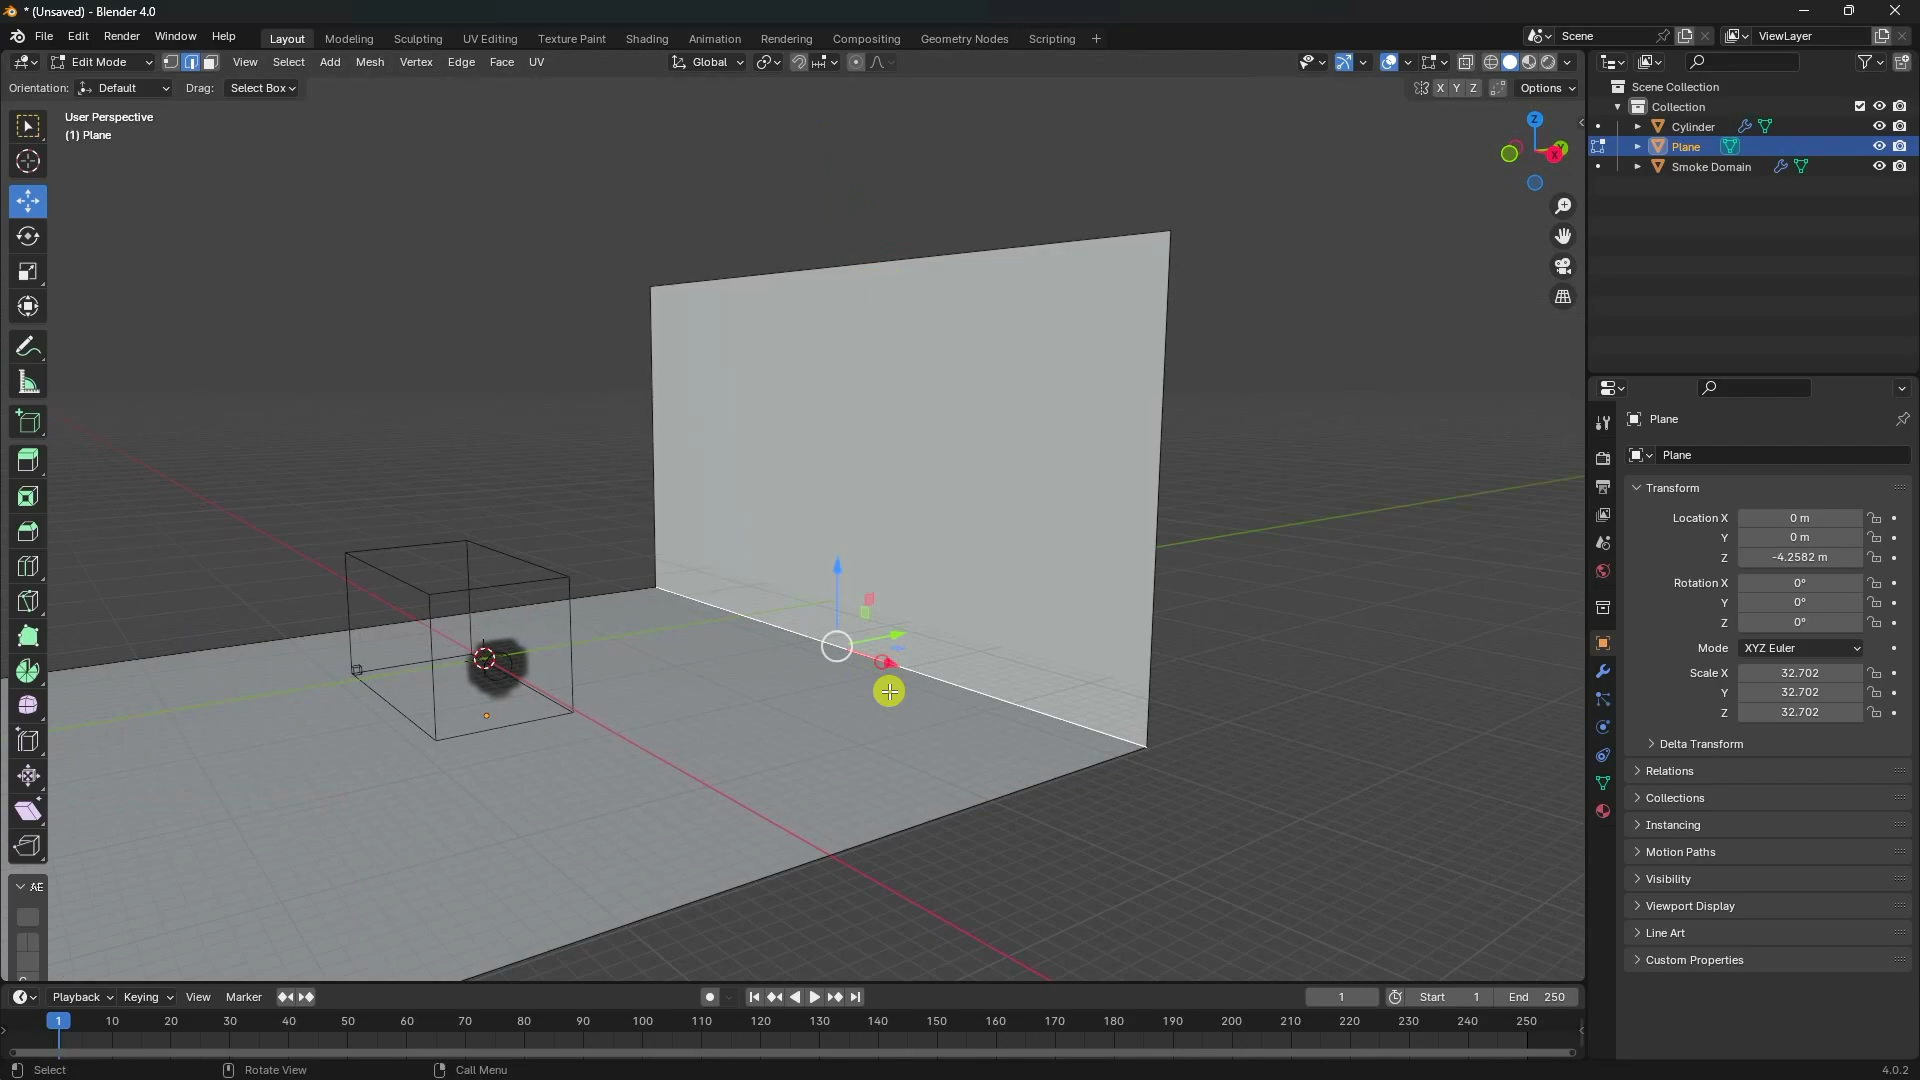 * (Unsaved) - Blender 4.0
File Edit Render Window Help
Layout Modeling Sculpting UV Editing Texture Paint Shading Animation Rendering Compositing Geometry Nodes Scripting +
Scene
ViewLayer
Edit Mode
View Select Add Mesh Vertex Edge Face UV
Global
Orientation: Default Drag: Select Box
X Y Z Options
User Perspective
(1) Plane
Z
Y
X
Scene Collection
Collection
Cylinder
Plane
Smoke Domain
Plane
Plane
Transform
Location X 0 m
Y 0 m
Z -4.2582 m
Rotation X 0°
Y 0°
Z 0°
Mode XYZ Euler
Scale X 32.702
Y 32.702
Z 32.702
Delta Transform
Relations
Collections
Instancing
Motion Paths
Visibility
Viewport Display
Line Art
Custom Properties
Playback Keying View Marker
1 Start 1 End 250
1 10 20 30 40 50 60 70 80 90 100 110 120 130 140 150 160 170 180 190 200 210 220 230 240 250
Select Rotate View Call Menu 4.0.2